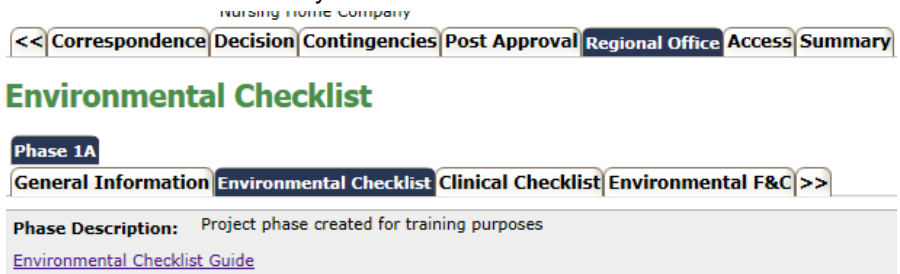 Nursing Home Company
<< Correspondence Decision Contingencies Post Approval Regional Office Access Summary
Environmental Checklist
Phase 1A
General Information Environmental Checklist Clinical Checklist Environmental F&C >>
Phase Description: Project phase created for training purposes
Environmental Checklist Guide